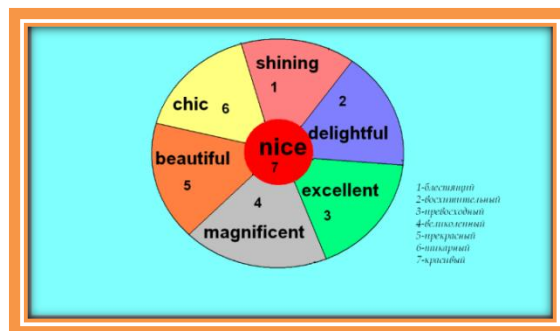 shining
1
2
delightful
excellent
3
4
magnificent
beautiful
5
chic 6
nice
7
1-блестящий
2-восхитительный
3-превосходный
4-великолепный
5-прекрасный
6-шикарный
7-красивый